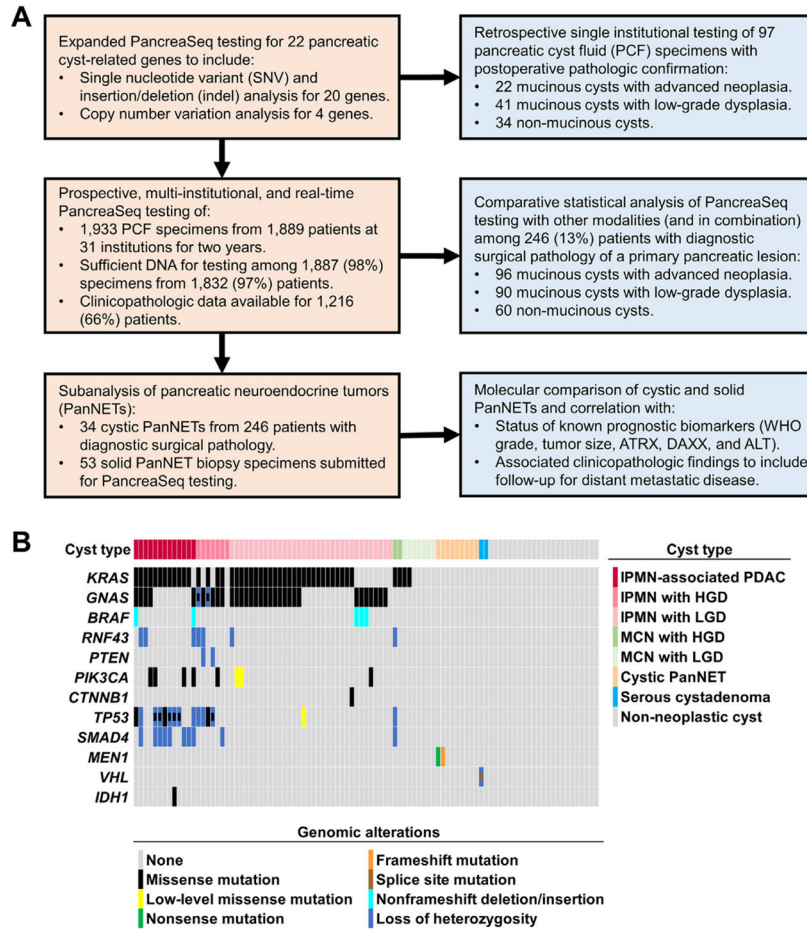 A
Expanded PancreaSeq testing for 22 pancreatic
cyst-related genes to include:
• Single nucleotide variant (SNV) and
insertion/deletion (indel) analysis for 20 genes.
• Copy number variation analysis for 4 genes.
Retrospective single institutional testing of 97
pancreatic cyst fluid (PCF) specimens with
postoperative pathologic confirmation:
• 22 mucinous cysts with advanced neoplasia.
• 41 mucinous cysts with low-grade dysplasia.
• 34 non-mucinous cysts.
Prospective, multi-institutional, and real-time
PancreaSeq testing of:
• 1,933 PCF specimens from 1,889 patients at
31 institutions for two years.
• Sufficient DNA for testing among 1,887 (98%)
specimens from 1,832 (97%) patients.
• Clinicopathologic data available for 1,216
(66%) patients.
Comparative statistical analysis of PancreaSeq
testing with other modalities (and in combination)
among 246 (13%) patients with diagnostic
surgical pathology of a primary pancreatic lesion:
• 96 mucinous cysts with advanced neoplasia.
• 90 mucinous cysts with low-grade dysplasia.
• 60 non-mucinous cysts.
Subanalysis of pancreatic neuroendocrine tumors
(PanNETs):
• 34 cystic PanNETs from 246 patients with
diagnostic surgical pathology.
• 53 solid PanNET biopsy specimens submitted
for PancreaSeq testing.
Molecular comparison of cystic and solid
PanNETs and correlation with:
• Status of known prognostic biomarkers (WHO
grade, tumor size, ATRX, DAXX, and ALT).
• Associated clinicopathologic findings to include
follow-up for distant metastatic disease.
B
Cyst type
KRAS
GNAS
BRAF
RNF43
PTEN
PIK3CA
CTNNB1
TP53
SMAD4
MEN1
VHL
IDH1
Cyst type
IPMN-associated PDAC
IPMN with HGD
IPMN with LGD
MCN with HGD
MCN with LGD
Cystic PanNET
Serous cystadenoma
Non-neoplastic cyst
Genomic alterations
None
Missense mutation
Low-level missense mutation
Nonsense mutation
Frameshift mutation
Splice site mutation
Nonframeshift deletion/insertion
Loss of heterozygosity